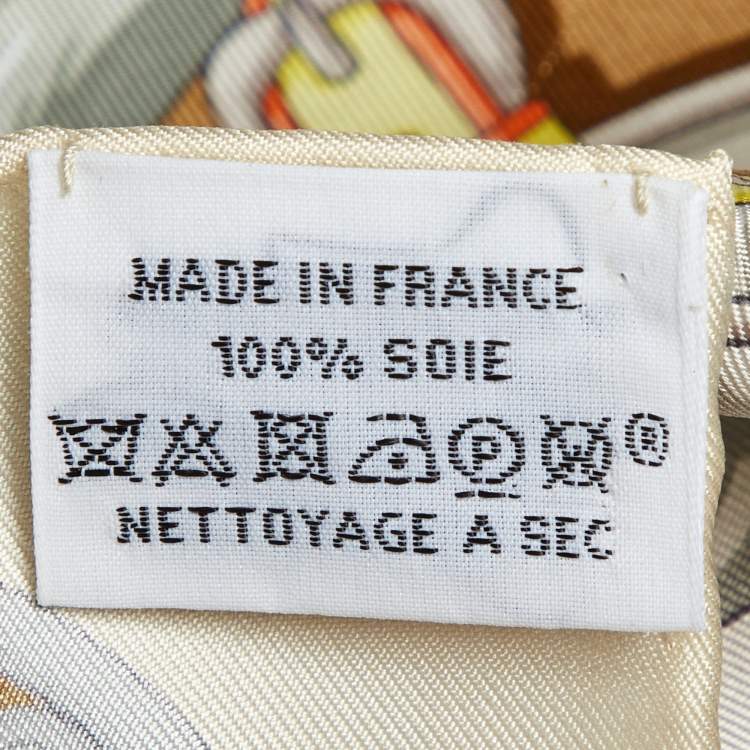 MADE IN FRANCE
100% SOIE
P W ®
NETTOYAGE A SEC